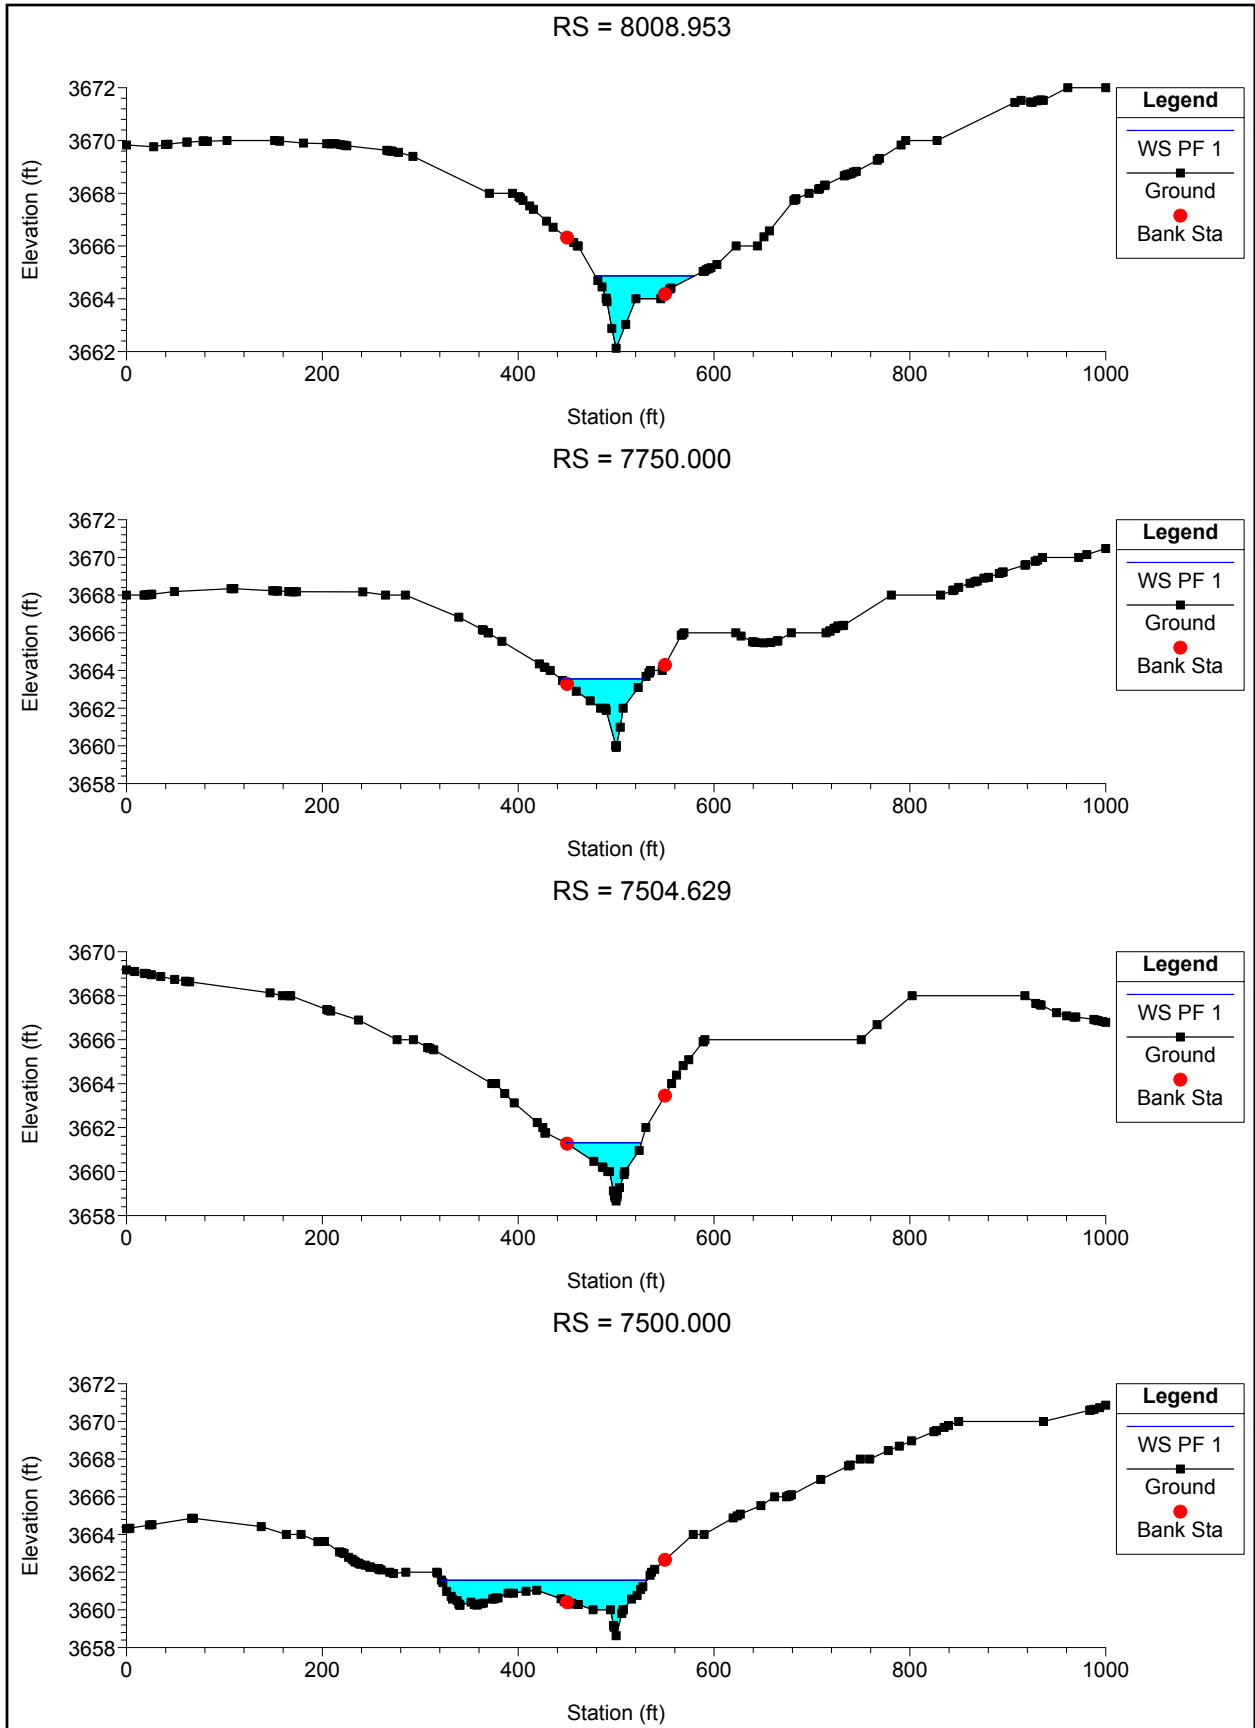 RS = 8008.953
3672
3670
3668
3666
3664
3662
Elevation (ft)
0 200 400 600 800 1000
Station (ft)
Legend
WS PF 1
Ground
Bank Sta
RS = 7750.000
3672
3670
3668
3666
3664
3662
3660
3658
Elevation (ft)
0 200 400 600 800 1000
Station (ft)
Legend
WS PF 1
Ground
Bank Sta
RS = 7504.629
3670
3668
3666
3664
3662
3660
3658
Elevation (ft)
0 200 400 600 800 1000
Station (ft)
Legend
WS PF 1
Ground
Bank Sta
RS = 7500.000
3672
3670
3668
3666
3664
3662
3660
3658
Elevation (ft)
0 200 400 600 800 1000
Station (ft)
Legend
WS PF 1
Ground
Bank Sta